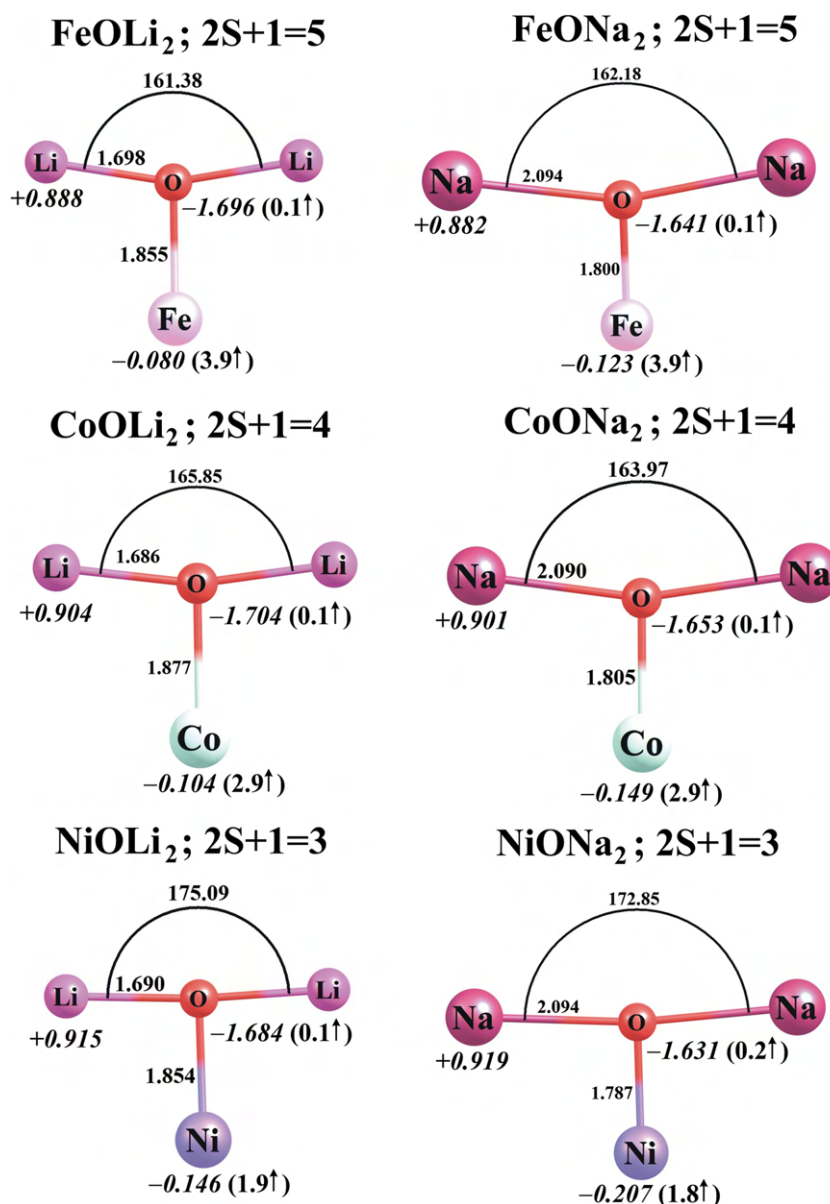 FeOLi₂; 2S+1=5
161.38
Li 1.698 O Li
+0.888 −1.696 (0.1↑)
1.855
Fe
−0.080 (3.9↑)
FeONa₂; 2S+1=5
162.18
Na 2.094 O Na
+0.882 −1.641 (0.1↑)
1.800
Fe
−0.123 (3.9↑)
CoOLi₂; 2S+1=4
165.85
Li 1.686 O Li
+0.904 −1.704 (0.1↑)
1.877
Co
−0.104 (2.9↑)
CoONa₂; 2S+1=4
163.97
Na 2.090 O Na
+0.901 −1.653 (0.1↑)
1.805
Co
−0.149 (2.9↑)
NiOLi₂; 2S+1=3
175.09
Li 1.690 O Li
+0.915 −1.684 (0.1↑)
1.854
Ni
−0.146 (1.9↑)
NiONa₂; 2S+1=3
172.85
Na 2.094 O Na
+0.919 −1.631 (0.2↑)
1.787
Ni
−0.207 (1.8↑)